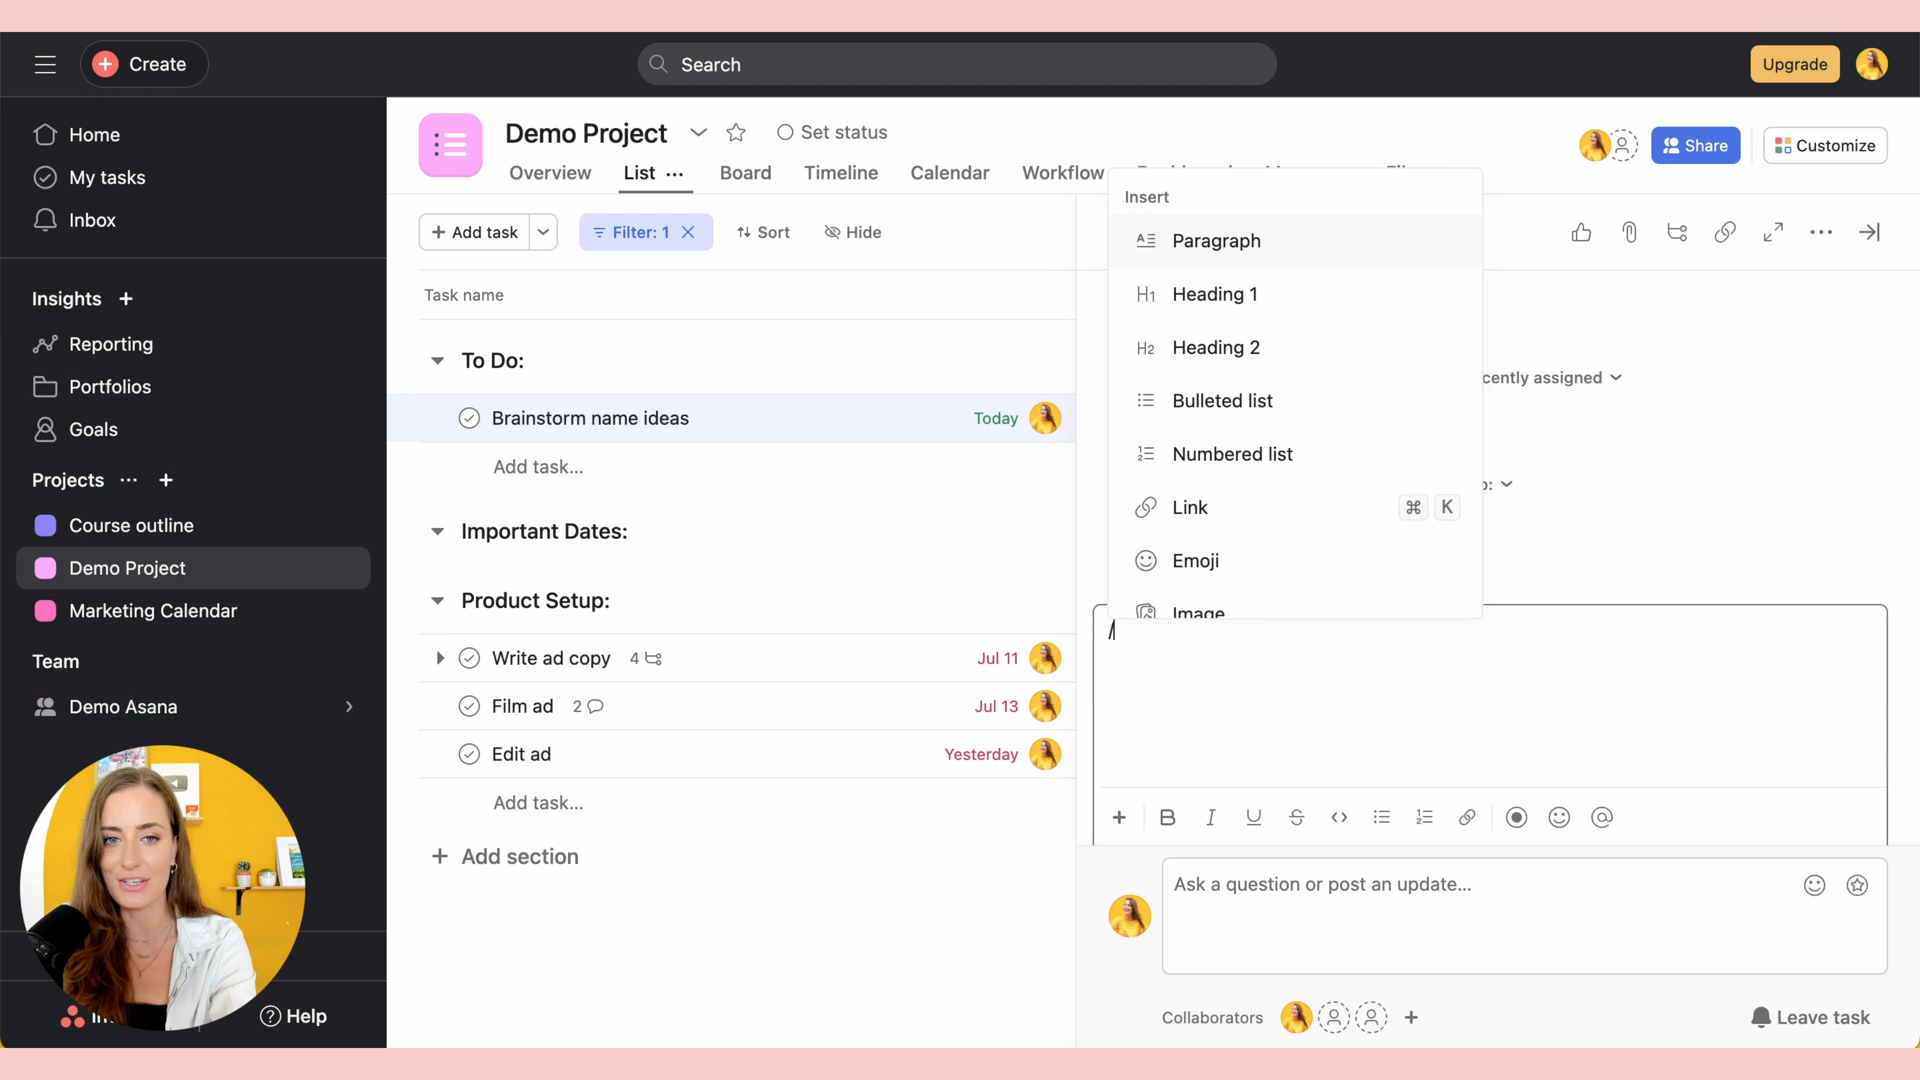 Create
Search
Upgrade
Home
My tasks
Inbox
Insights +
Reporting
Portfolios
Goals
Projects ··· +
Course outline
Demo Project
Marketing Calendar
Team
Demo Asana
Help
Demo Project
Set status
Share
Customize
Overview
List ···
Board
Timeline
Calendar
Workflow
+ Add task
Filter: 1
Sort
Hide
Task name
To Do:
Brainstorm name ideas
Today
Add task...
Important Dates:
Product Setup:
Write ad copy 4
Jul 11
Film ad 2
Jul 13
Edit ad
Yesterday
Add task...
+ Add section
Insert
Paragraph
H1 Heading 1
H2 Heading 2
Bulleted list
Numbered list
Link ⌘ K
Emoji
Image
cently assigned
/
+ B I U S <> @
Ask a question or post an update...
Collaborators
+
Leave task